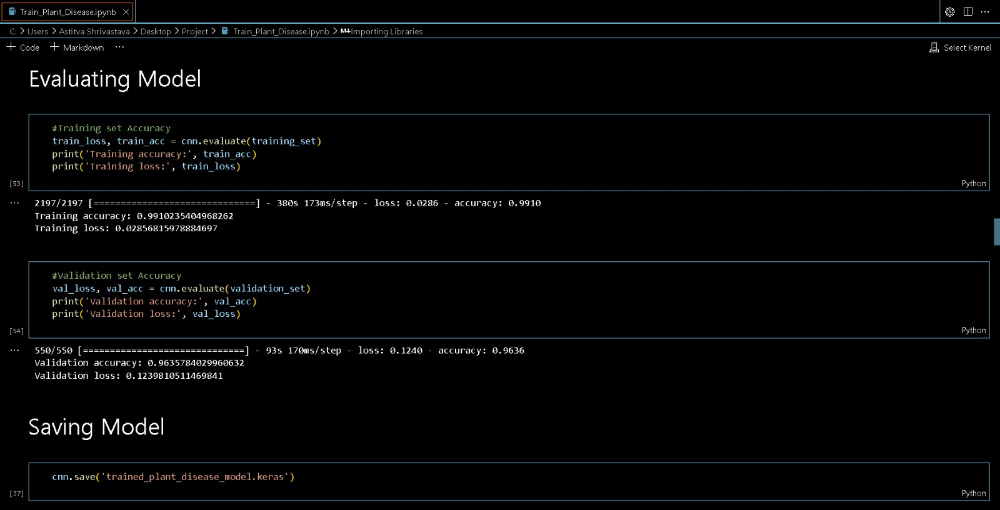 Train_Plant_Disease.ipynb
C: > Users > Astitva Shrivastava > Desktop > Project > Train_Plant_Disease.ipynb > M↓Importing Libraries
+ Code + Markdown ···
Select Kernel
Evaluating Model
#Training set Accuracy
train_loss, train_acc = cnn.evaluate(training_set)
print('Training accuracy:', train_acc)
print('Training loss:', train_loss)
[53]
Python
2197/2197 [==============================] - 380s 173ms/step - loss: 0.0286 - accuracy: 0.9910
Training accuracy: 0.9910235404968262
Training loss: 0.02856815978884697
#Validation set Accuracy
val_loss, val_acc = cnn.evaluate(validation_set)
print('Validation accuracy:', val_acc)
print('Validation loss:', val_loss)
[54]
Python
550/550 [==============================] - 93s 170ms/step - loss: 0.1240 - accuracy: 0.9636
Validation accuracy: 0.9635784029960632
Validation loss: 0.1239810511469841
Saving Model
cnn.save('trained_plant_disease_model.keras')
[37]
Python